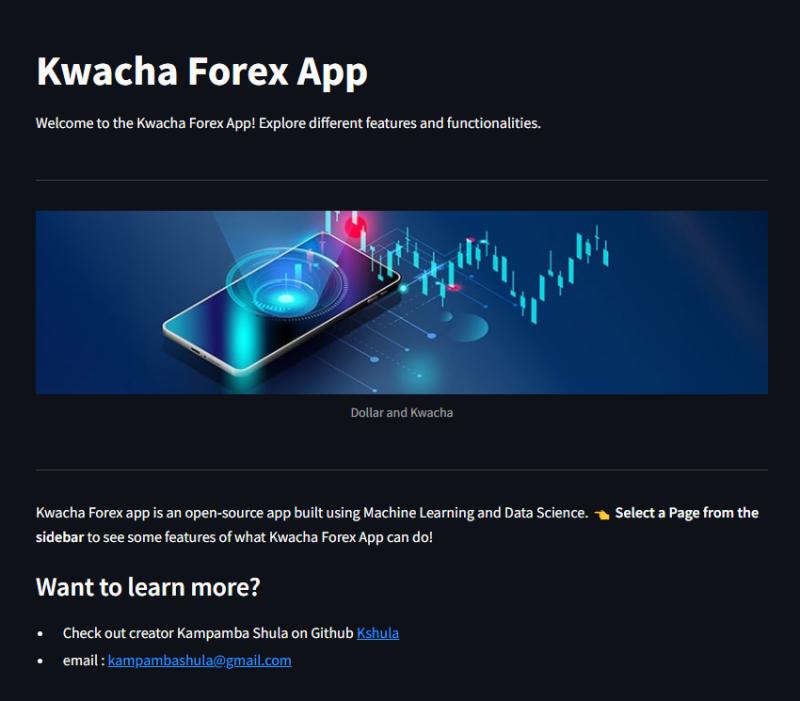 Kwacha Forex App
Welcome to the Kwacha Forex App! Explore different features and functionalities.
Dollar and Kwacha
Kwacha Forex app is an open-source app built using Machine Learning and Data Science. 👈 Select a Page from the
sidebar to see some features of what Kwacha Forex App can do!
Want to learn more?
• Check out creator Kampamba Shula on Github Kshula
• email : kampambashula@gmail.com